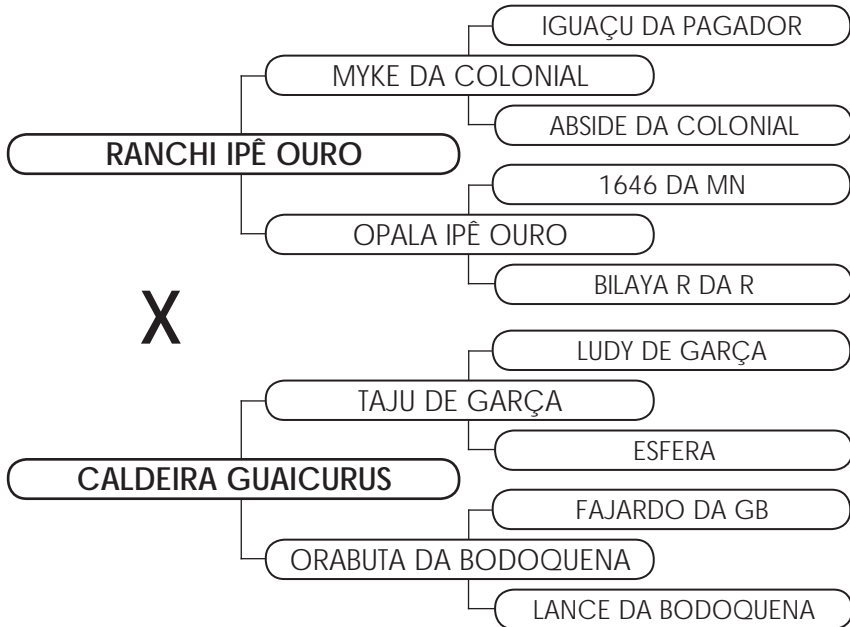 IGUAÇU DA PAGADOR
MYKE DA COLONIAL
ABSIDE DA COLONIAL
RANCHI IPÊ OURO
1646 DA MN
OPALA IPÊ OURO
BILAYA R DA R
X
LUDY DE GARÇA
TAJU DE GARÇA
ESFERA
CALDEIRA GUAICURUS
FAJARDO DA GB
ORABUTA DA BODOQUENA
LANCE DA BODOQUENA